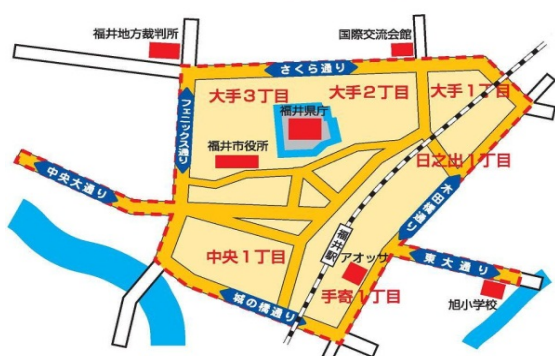 福井地方裁判所
国際交流会館
さくら通り
大手3丁目
大手2丁目
大手1丁目
フェニックス通り
福井県庁
福井市役所
日之出1丁目
中央大通り
木田橋通り
福井駅
アオッサ
中央1丁目
東大通り
手寄1丁目
城の橋通り
旭小学校